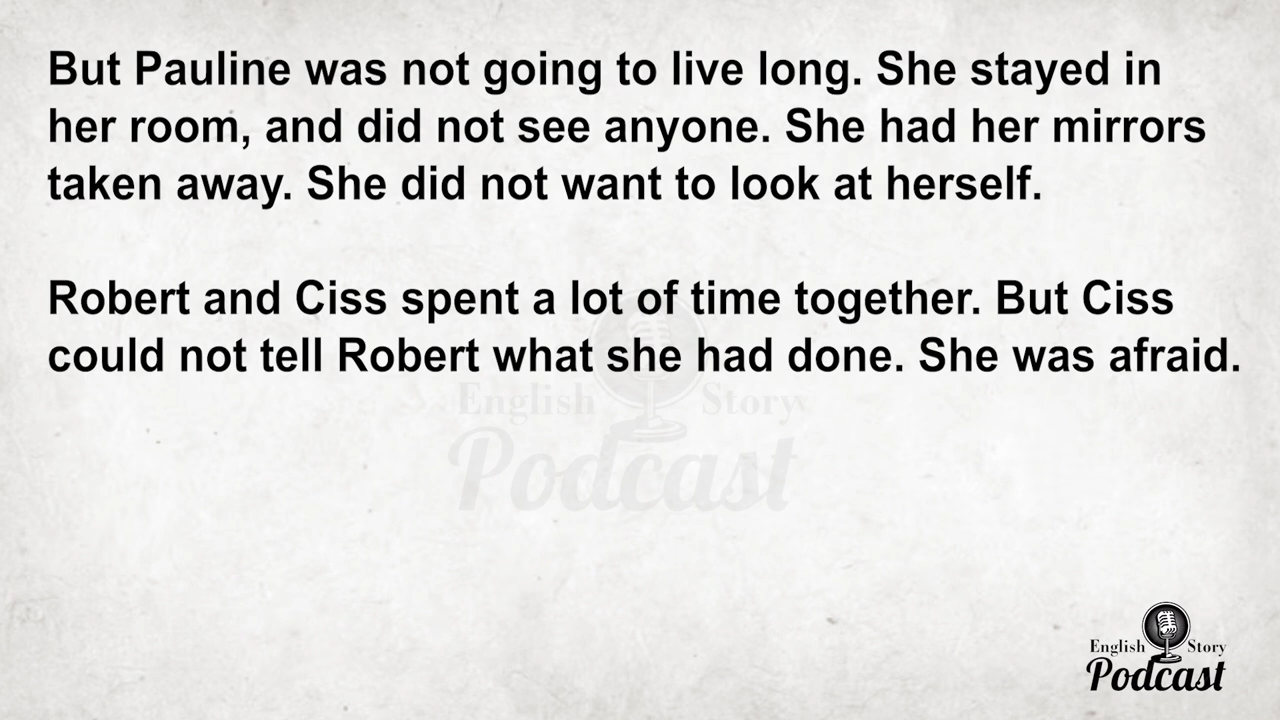 But Pauline was not going to live long. She stayed in
her room, and did not see anyone. She had her mirrors
taken away. She did not want to look at herself.
Robert and Ciss spent a lot of time together. But Ciss
could not tell Robert what she had done. She was afraid.
English Story
Podcast
English Story
Podcast